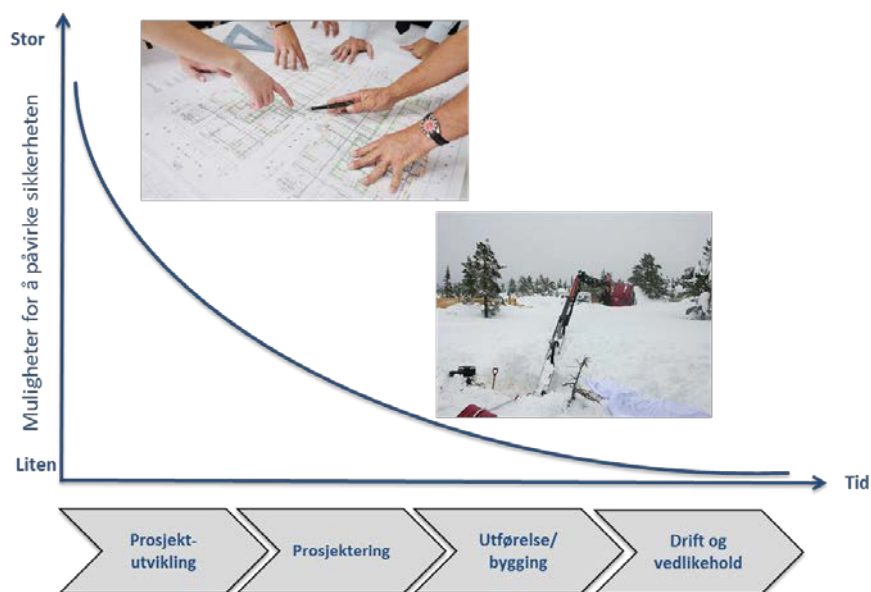 Stor
Muligheter for å påvirke sikkerheten
Liten
Tid
Prosjekt-
utvikling
Prosjektering
Utførelse/
bygging
Drift og
vedlikehold